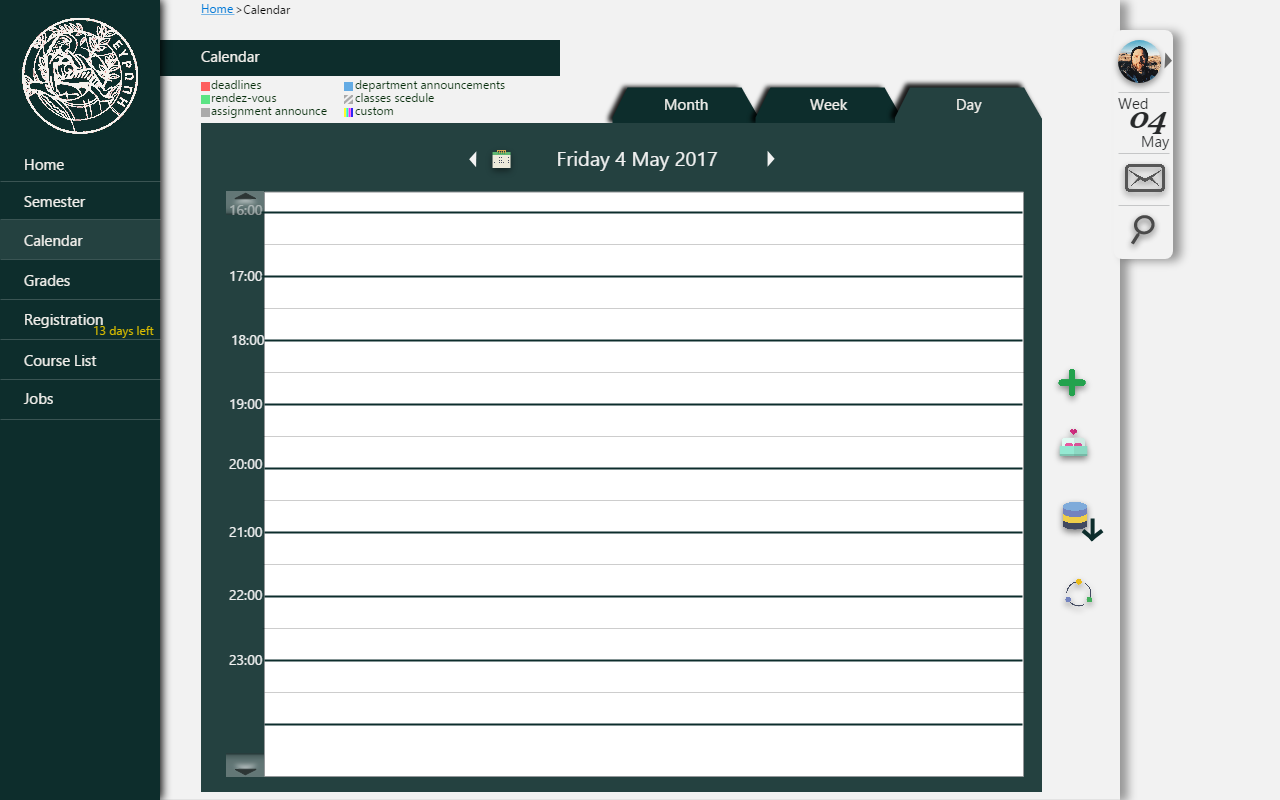 ΕΥΡΩΠΗ
Home
Semester
Calendar
Grades
Registration
13 days left
Course List
Jobs
Home >Calendar
Calendar
deadlines
rendez-vous
assignment announce
department announcements
classes scedule
custom
Month
Week
Day
Friday 4 May 2017
16:00
17:00
18:00
19:00
20:00
21:00
22:00
23:00
Wed
04
May